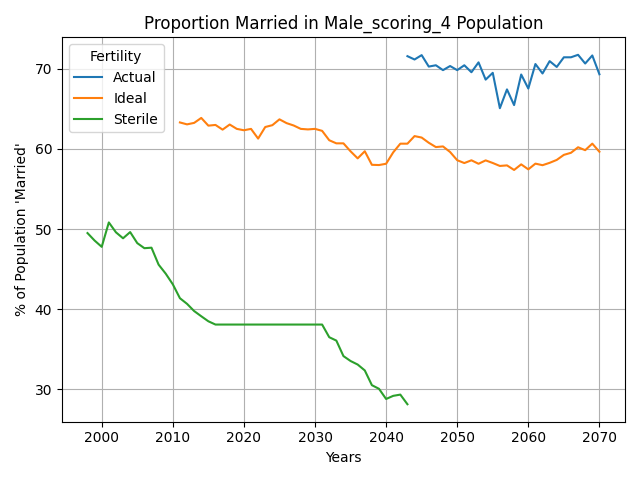 Proportion Married in Male_scoring_4 Population
Fertility
Actual
Ideal
Sterile
% of Population 'Married'
70
60
50
40
30
2000
2010
2020
2030
2040
2050
2060
2070
Years